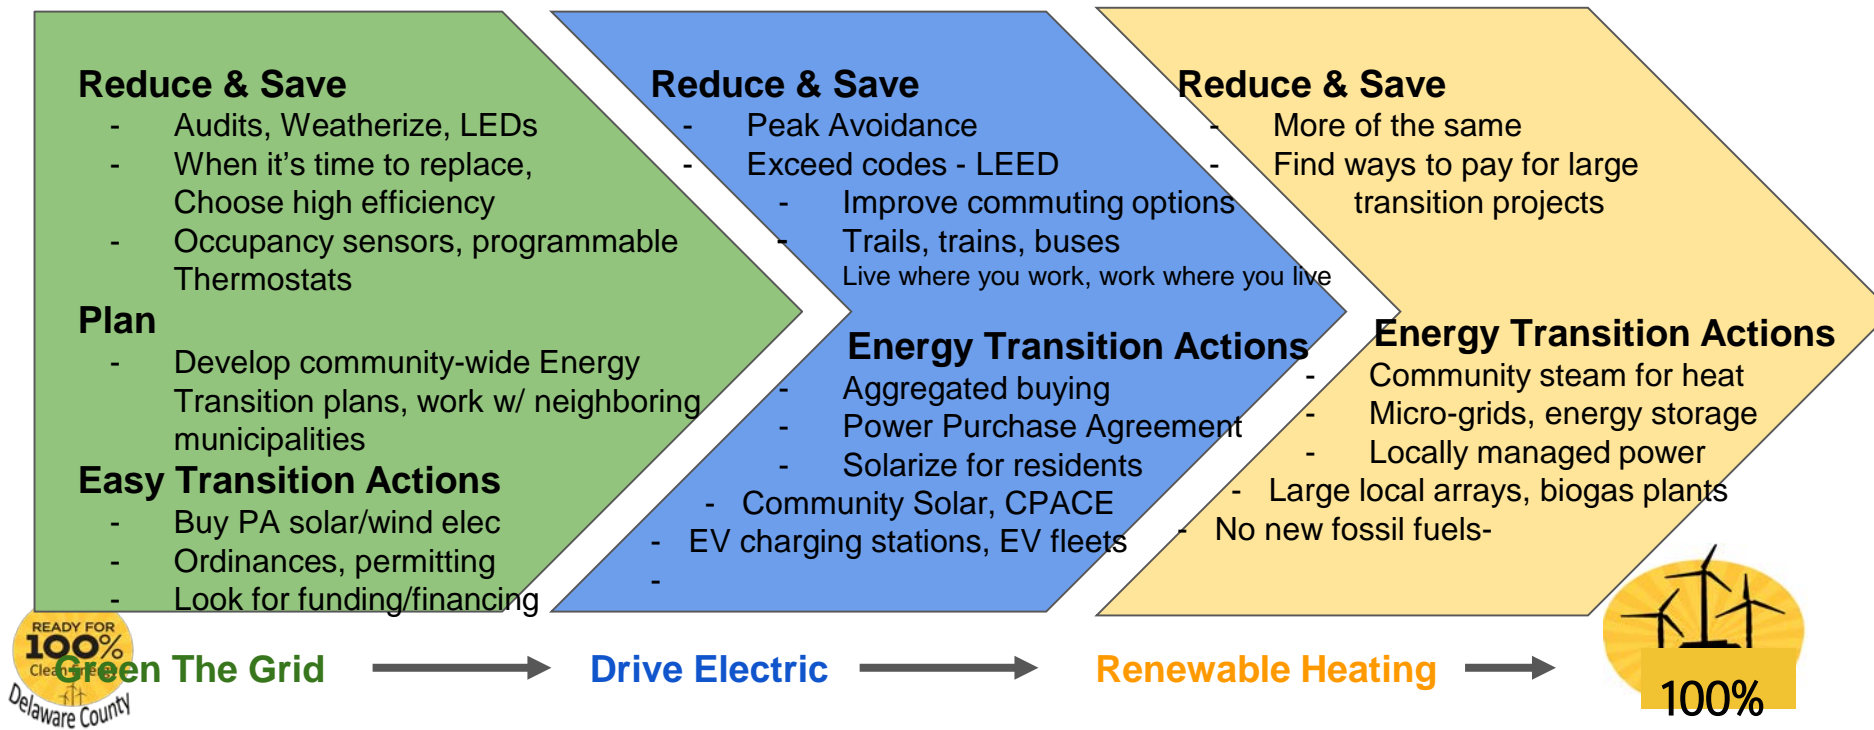 Reduce & Save
- Audits, Weatherize, LEDs
- When it’s time to replace,
Choose high efficiency
- Occupancy sensors, programmable
Thermostats
Plan
- Develop community-wide Energy
Transition plans, work w/ neighboring
municipalities
Easy Transition Actions
- Buy PA solar/wind elec
- Ordinances, permitting
- Look for funding/financing
Reduce & Save
- Peak Avoidance
- Exceed codes - LEED
- Improve commuting options
- Trails, trains, buses
Live where you work, work where you live
Energy Transition Actions
- Aggregated buying
- Power Purchase Agreement
- Solarize for residents
- Community Solar, CPACE
- EV charging stations, EV fleets
-
Reduce & Save
- More of the same
- Find ways to pay for large
transition projects
Energy Transition Actions
- Community steam for heat
- Micro-grids, energy storage
- Locally managed power
- Large local arrays, biogas plants
- No new fossil fuels-
READY FOR
100%
Clean Energy
Delaware County
Green The Grid
Drive Electric
Renewable Heating
100%